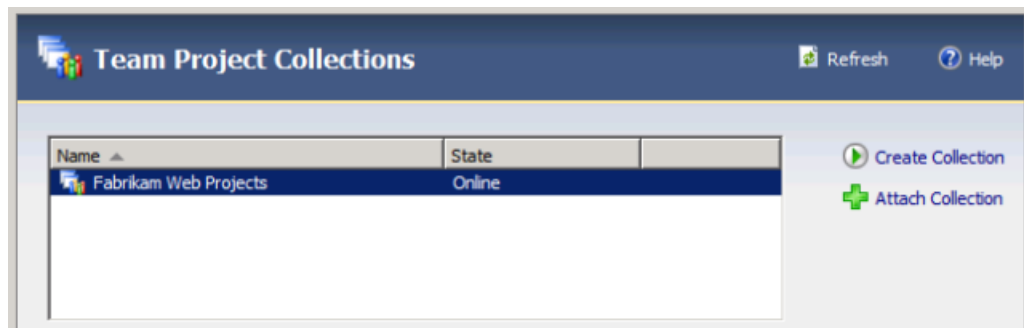 Team Project Collections Refresh Help
Name State
Fabrikam Web Projects Online
Create Collection
Attach Collection